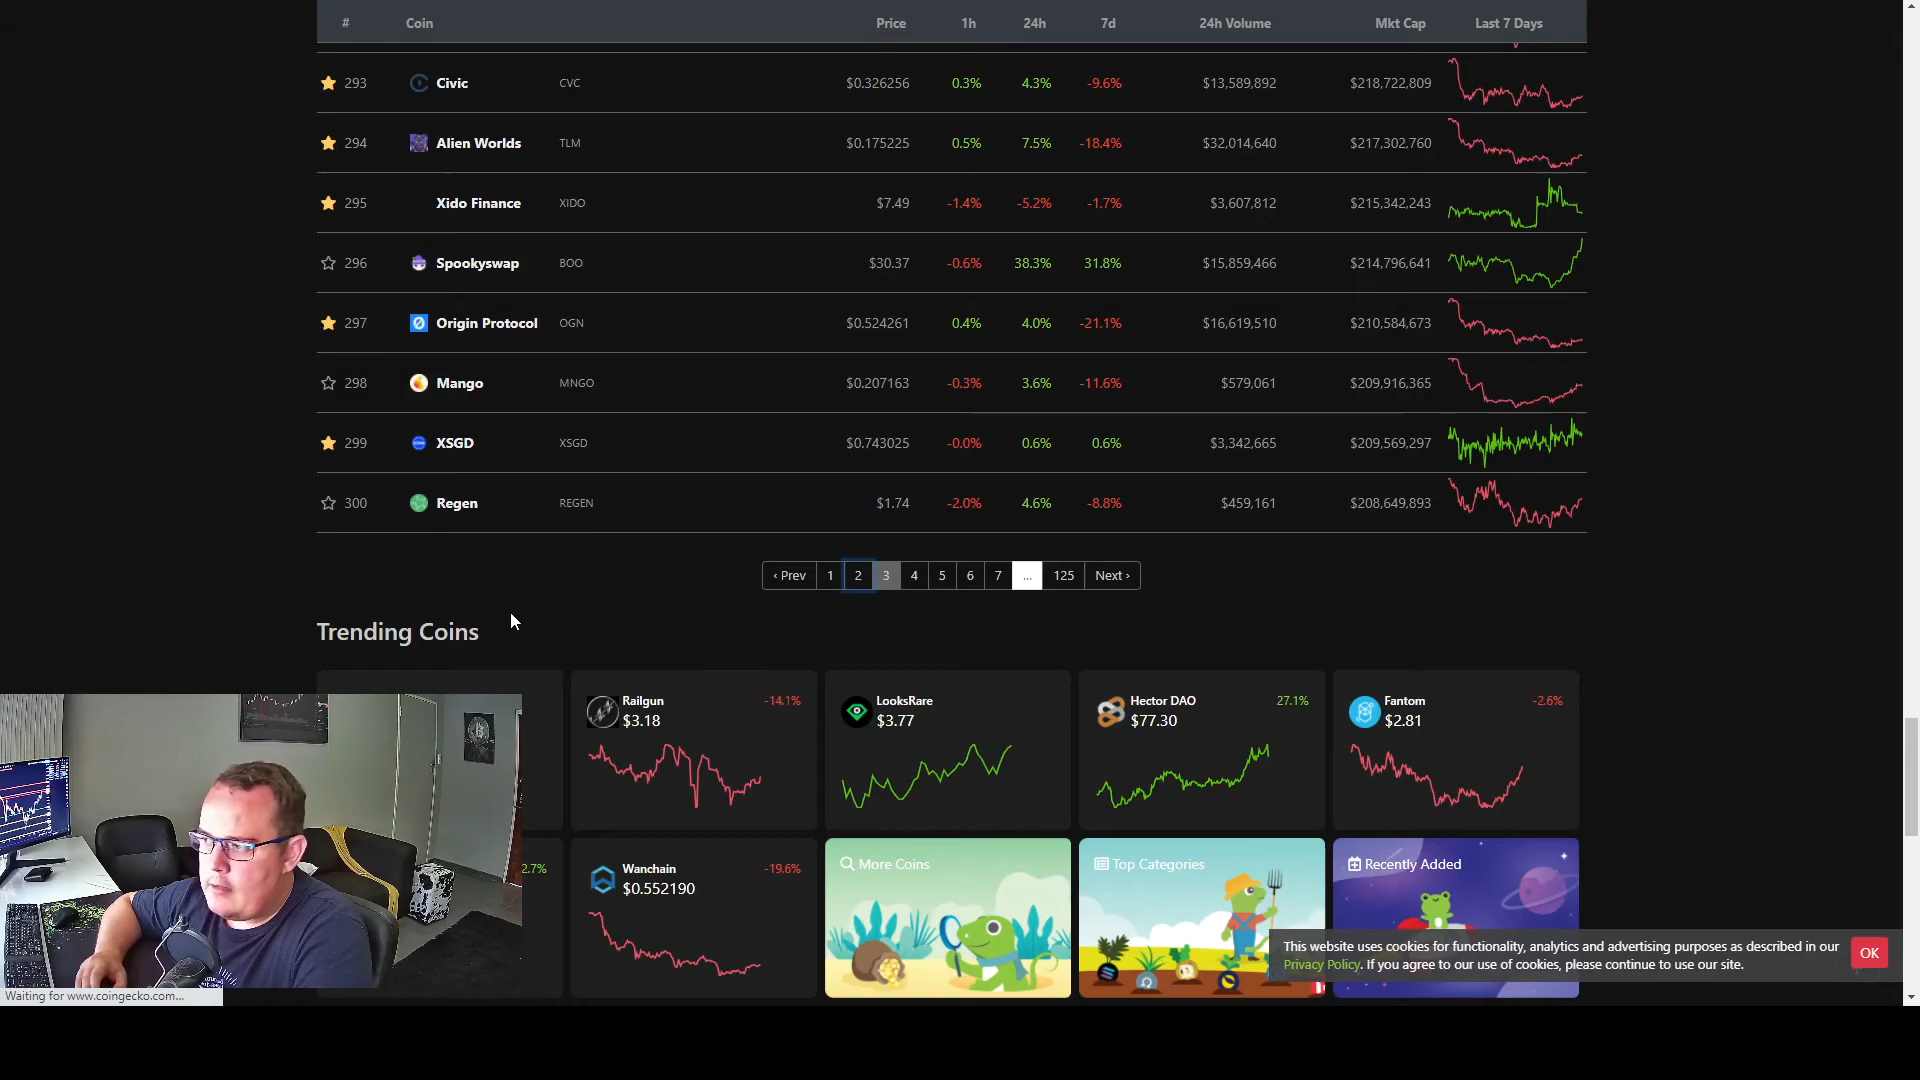 # Coin Price 1h 24h 7d 24h Volume Mkt Cap Last 7 Days
293 Civic CVC $0.326256 0.3% 4.3% -9.6% $13,589,892 $218,722,809
294 Alien Worlds TLM $0.175225 0.5% 7.5% -18.4% $32,014,640 $217,302,760
295 Xido Finance XIDO $7.49 -1.4% -5.2% -1.7% $3,607,812 $215,342,243
296 Spookyswap BOO $30.37 -0.6% 38.3% 31.8% $15,859,466 $214,796,641
297 Origin Protocol OGN $0.524261 0.4% 4.0% -21.1% $16,619,510 $210,584,673
298 Mango MNGO $0.207163 -0.3% 3.6% -11.6% $579,061 $209,916,365
299 XSGD XSGD $0.743025 -0.0% 0.6% 0.6% $3,342,665 $209,569,297
300 Regen REGEN $1.74 -2.0% 4.6% -8.8% $459,161 $208,649,893
‹ Prev 1 2 3 4 5 6 7 ... 125 Next ›
Trending Coins
Railgun -14.1%
$3.18
LooksRare
$3.77
Hector DAO 27.1%
$77.30
Fantom -2.6%
$2.81
2.7%
Wanchain -19.6%
$0.552190
More Coins
Top Categories
Recently Added
This website uses cookies for functionality, analytics and advertising purposes as described in our
Privacy Policy. If you agree to our use of cookies, please continue to use our site.
OK
Waiting for www.coingecko.com...